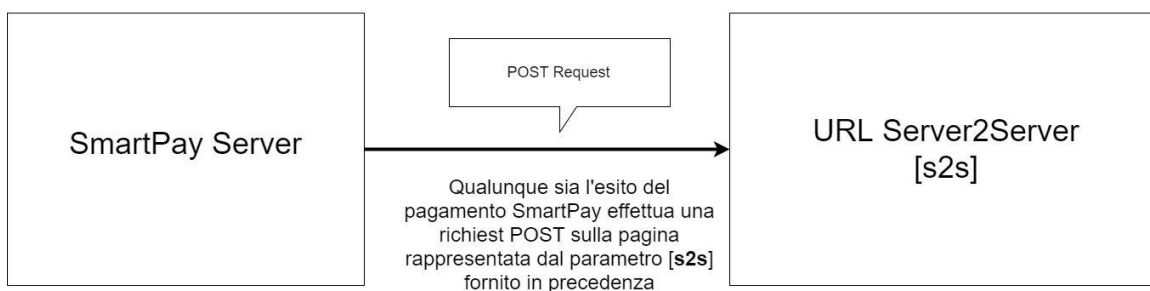 POST Request
SmartPay Server
URL Server2Server
[s2s]
Qualunque sia l'esito del
pagamento SmartPay effettua una
richiest POST sulla pagina
rappresentata dal parametro [s2s]
fornito in precedenza